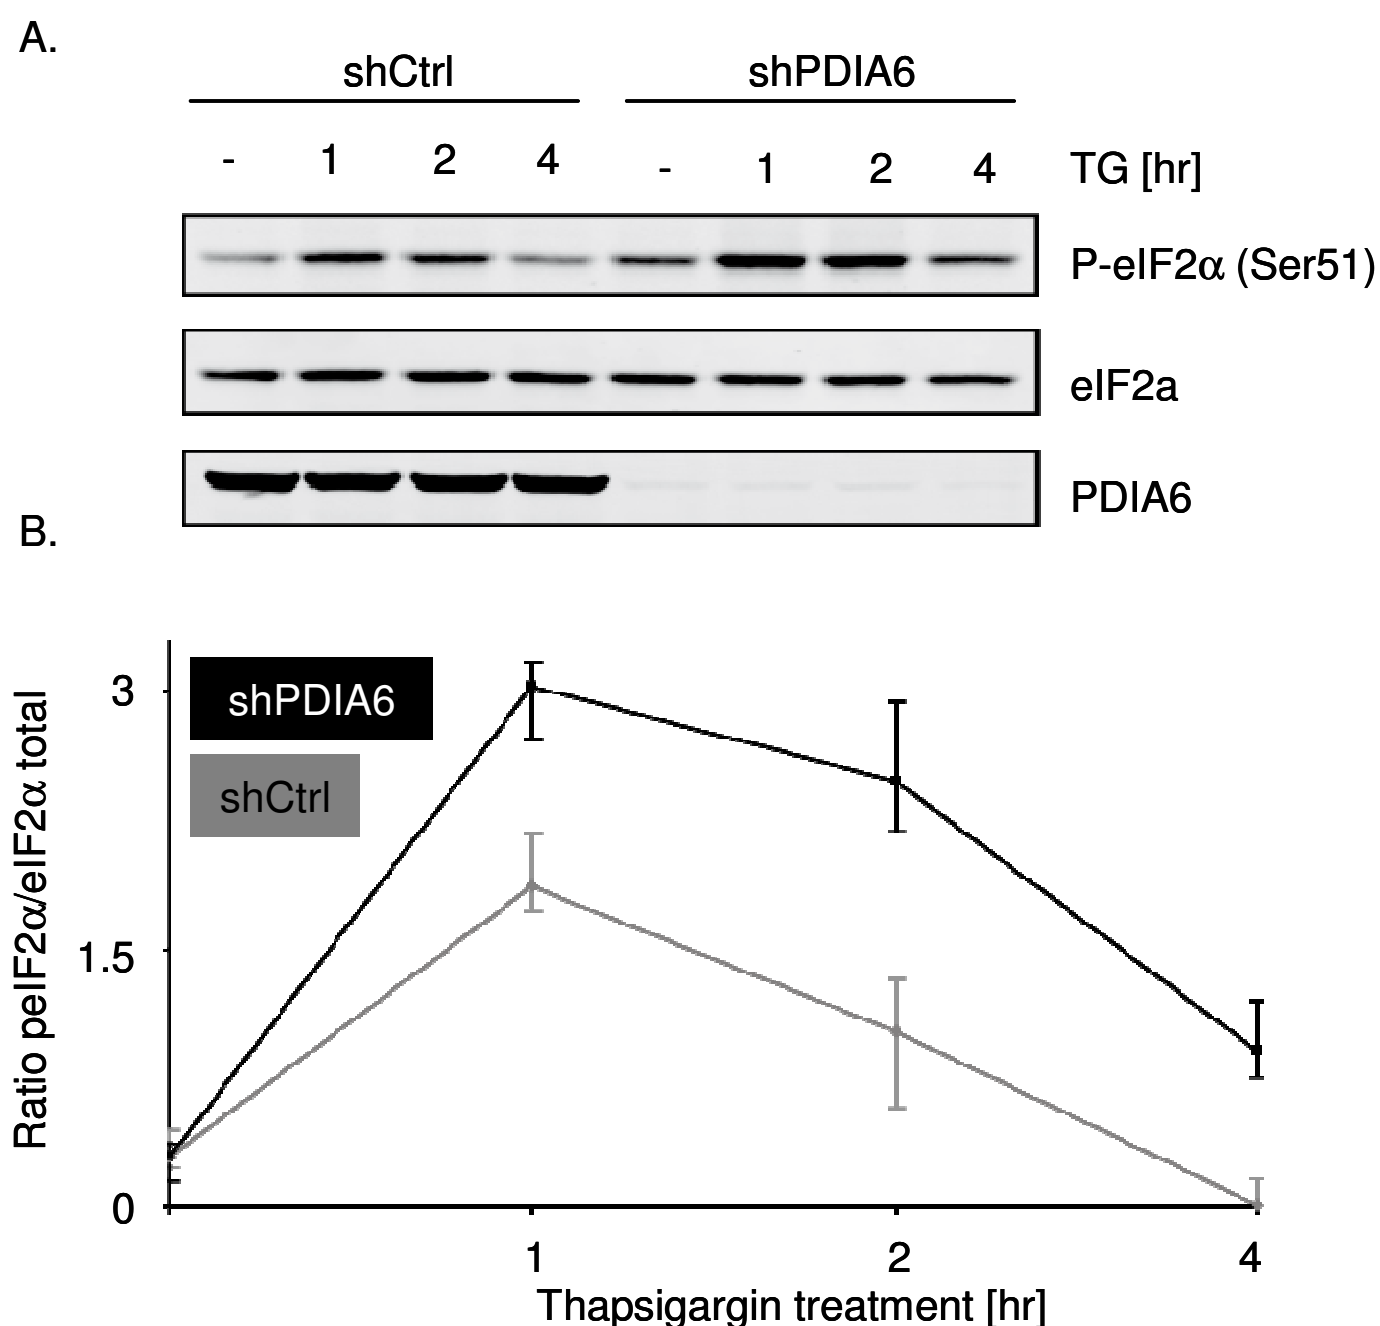 A.
shCtrl shPDIA6
- 1 2 4 - 1 2 4 TG [hr]
P-eIF2α (Ser51)
eIF2a
PDIA6
B.
Ratio peIF2α/eIF2α total
3
1.5
0
shPDIA6
shCtrl
1 2 4
Thapsigargin treatment [hr]